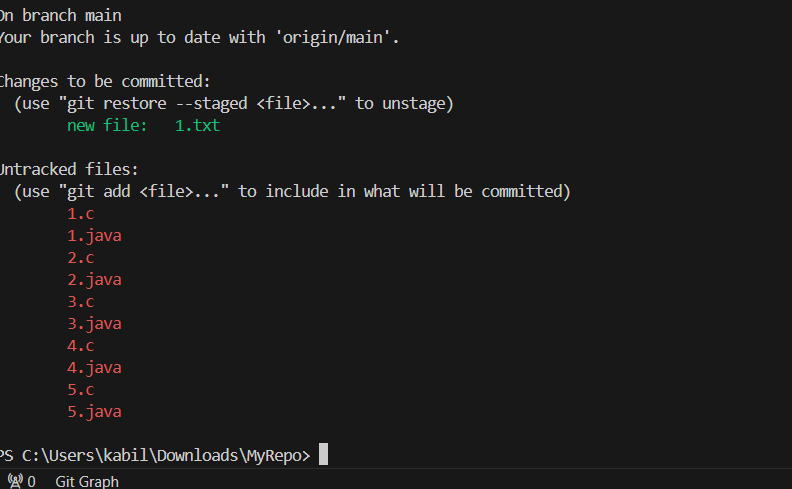 On branch main
Your branch is up to date with 'origin/main'.
Changes to be committed:
(use "git restore --staged <file>..." to unstage)
new file: 1.txt
Untracked files:
(use "git add <file>..." to include in what will be committed)
1.c
1.java
2.c
2.java
3.c
3.java
4.c
4.java
5.c
5.java
PS C:\Users\kabil\Downloads\MyRepo>
0 Git Graph